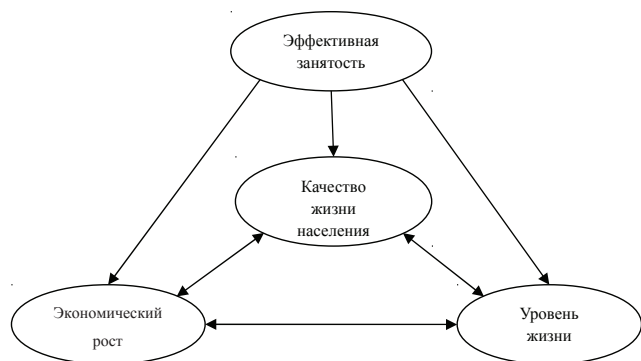 Эффективная
занятость
Качество
жизни
населения
Экономический
рост
Уровень
жизни